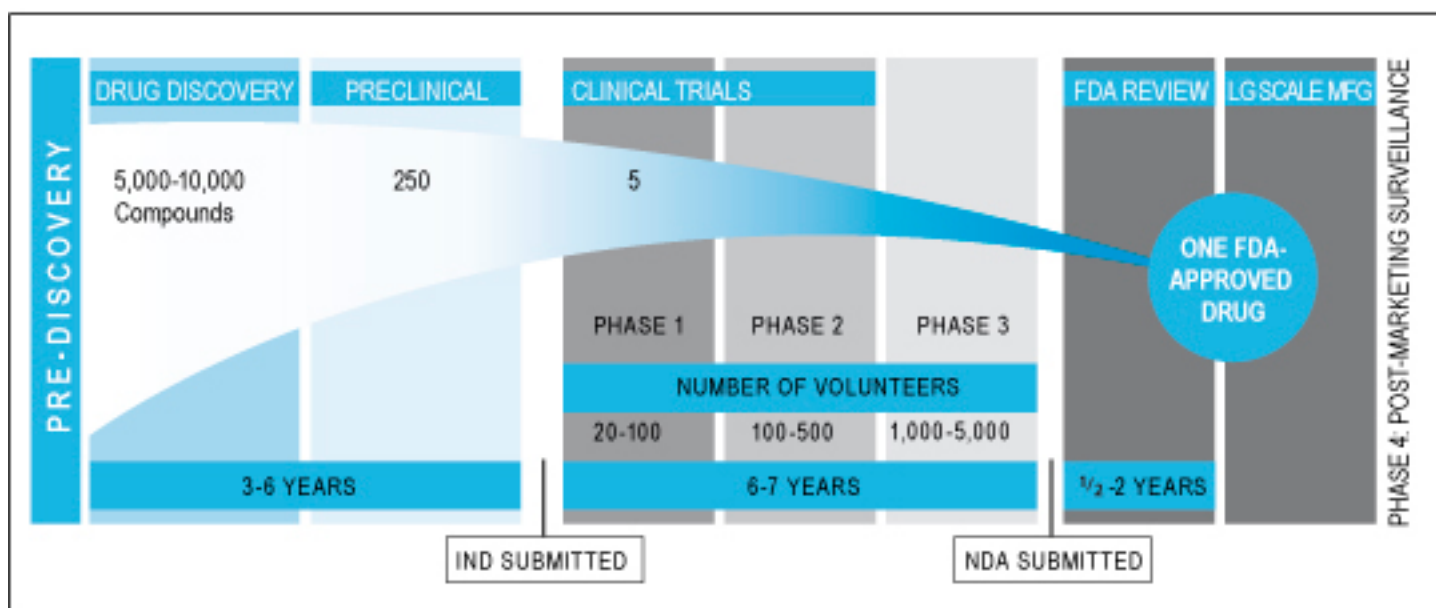 PRE-DISCOVERY
DRUG DISCOVERY
PRECLINICAL
CLINICAL TRIALS
FDA REVIEW
LG SCALE MFG
5,000-10,000
Compounds
250
5
ONE FDA-
APPROVED
DRUG
PHASE 1
PHASE 2
PHASE 3
NUMBER OF VOLUNTEERS
20-100
100-500
1,000-5,000
3-6 YEARS
6-7 YEARS
1/2 -2 YEARS
IND SUBMITTED
NDA SUBMITTED
PHASE 4: POST-MARKETING SURVEILLANCE